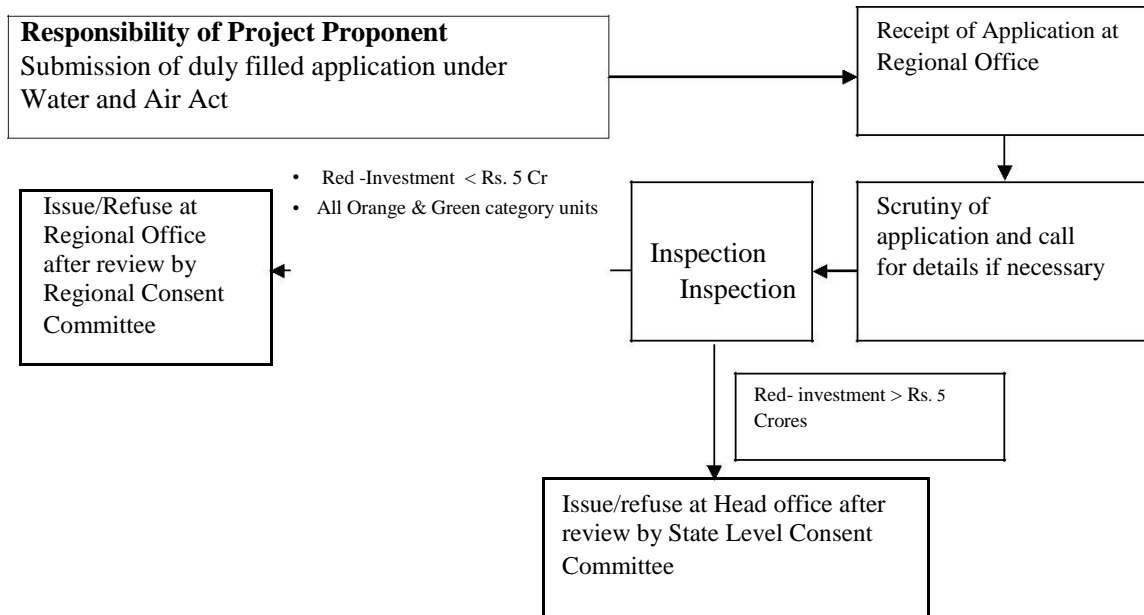 Responsibility of Project Proponent
Submission of duly filled application under
Water and Air Act
Receipt of Application at
Regional Office
Scrutiny of
application and call
for details if necessary
Inspection
Inspection
• Red -Investment < Rs. 5 Cr
• All Orange & Green category units
Issue/Refuse at
Regional Office
after review by
Regional Consent
Committee
Red- investment > Rs. 5
Crores
Issue/refuse at Head office after
review by State Level Consent
Committee